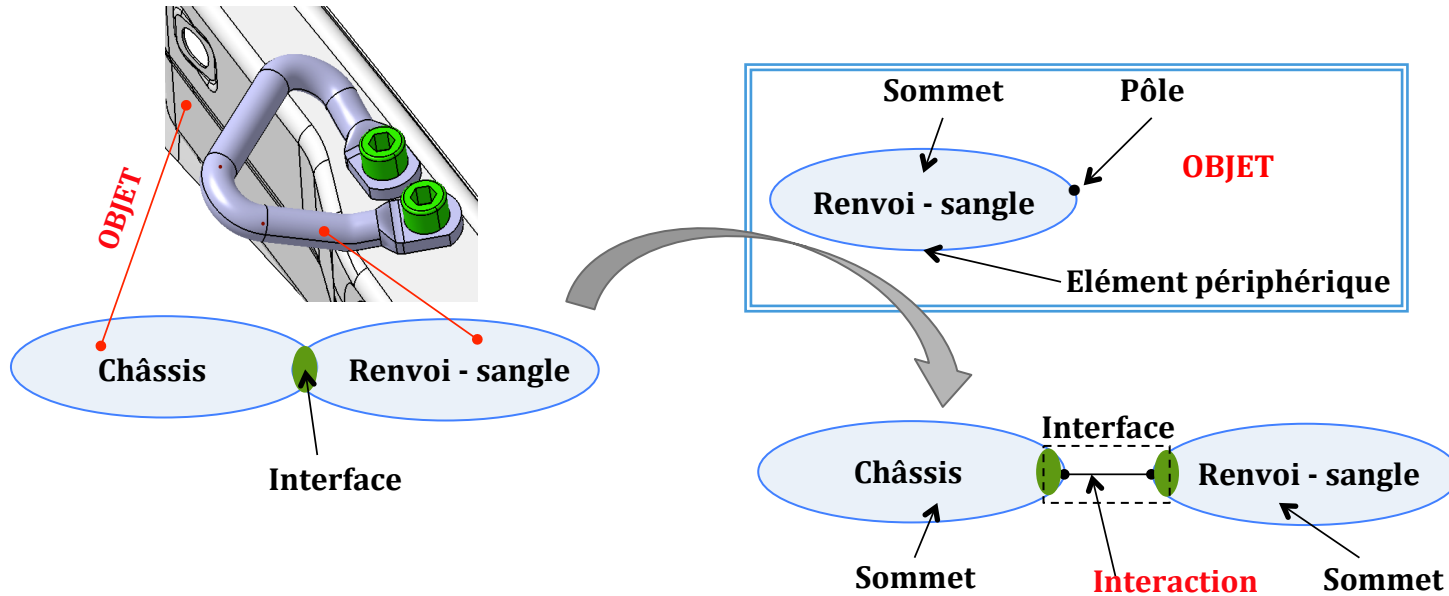 OBJET
Châssis
Renvoi - sangle
Interface
Sommet
Pôle
OBJET
Renvoi - sangle
Elément périphérique
Interface
Châssis
Renvoi - sangle
Sommet
Interaction
Sommet